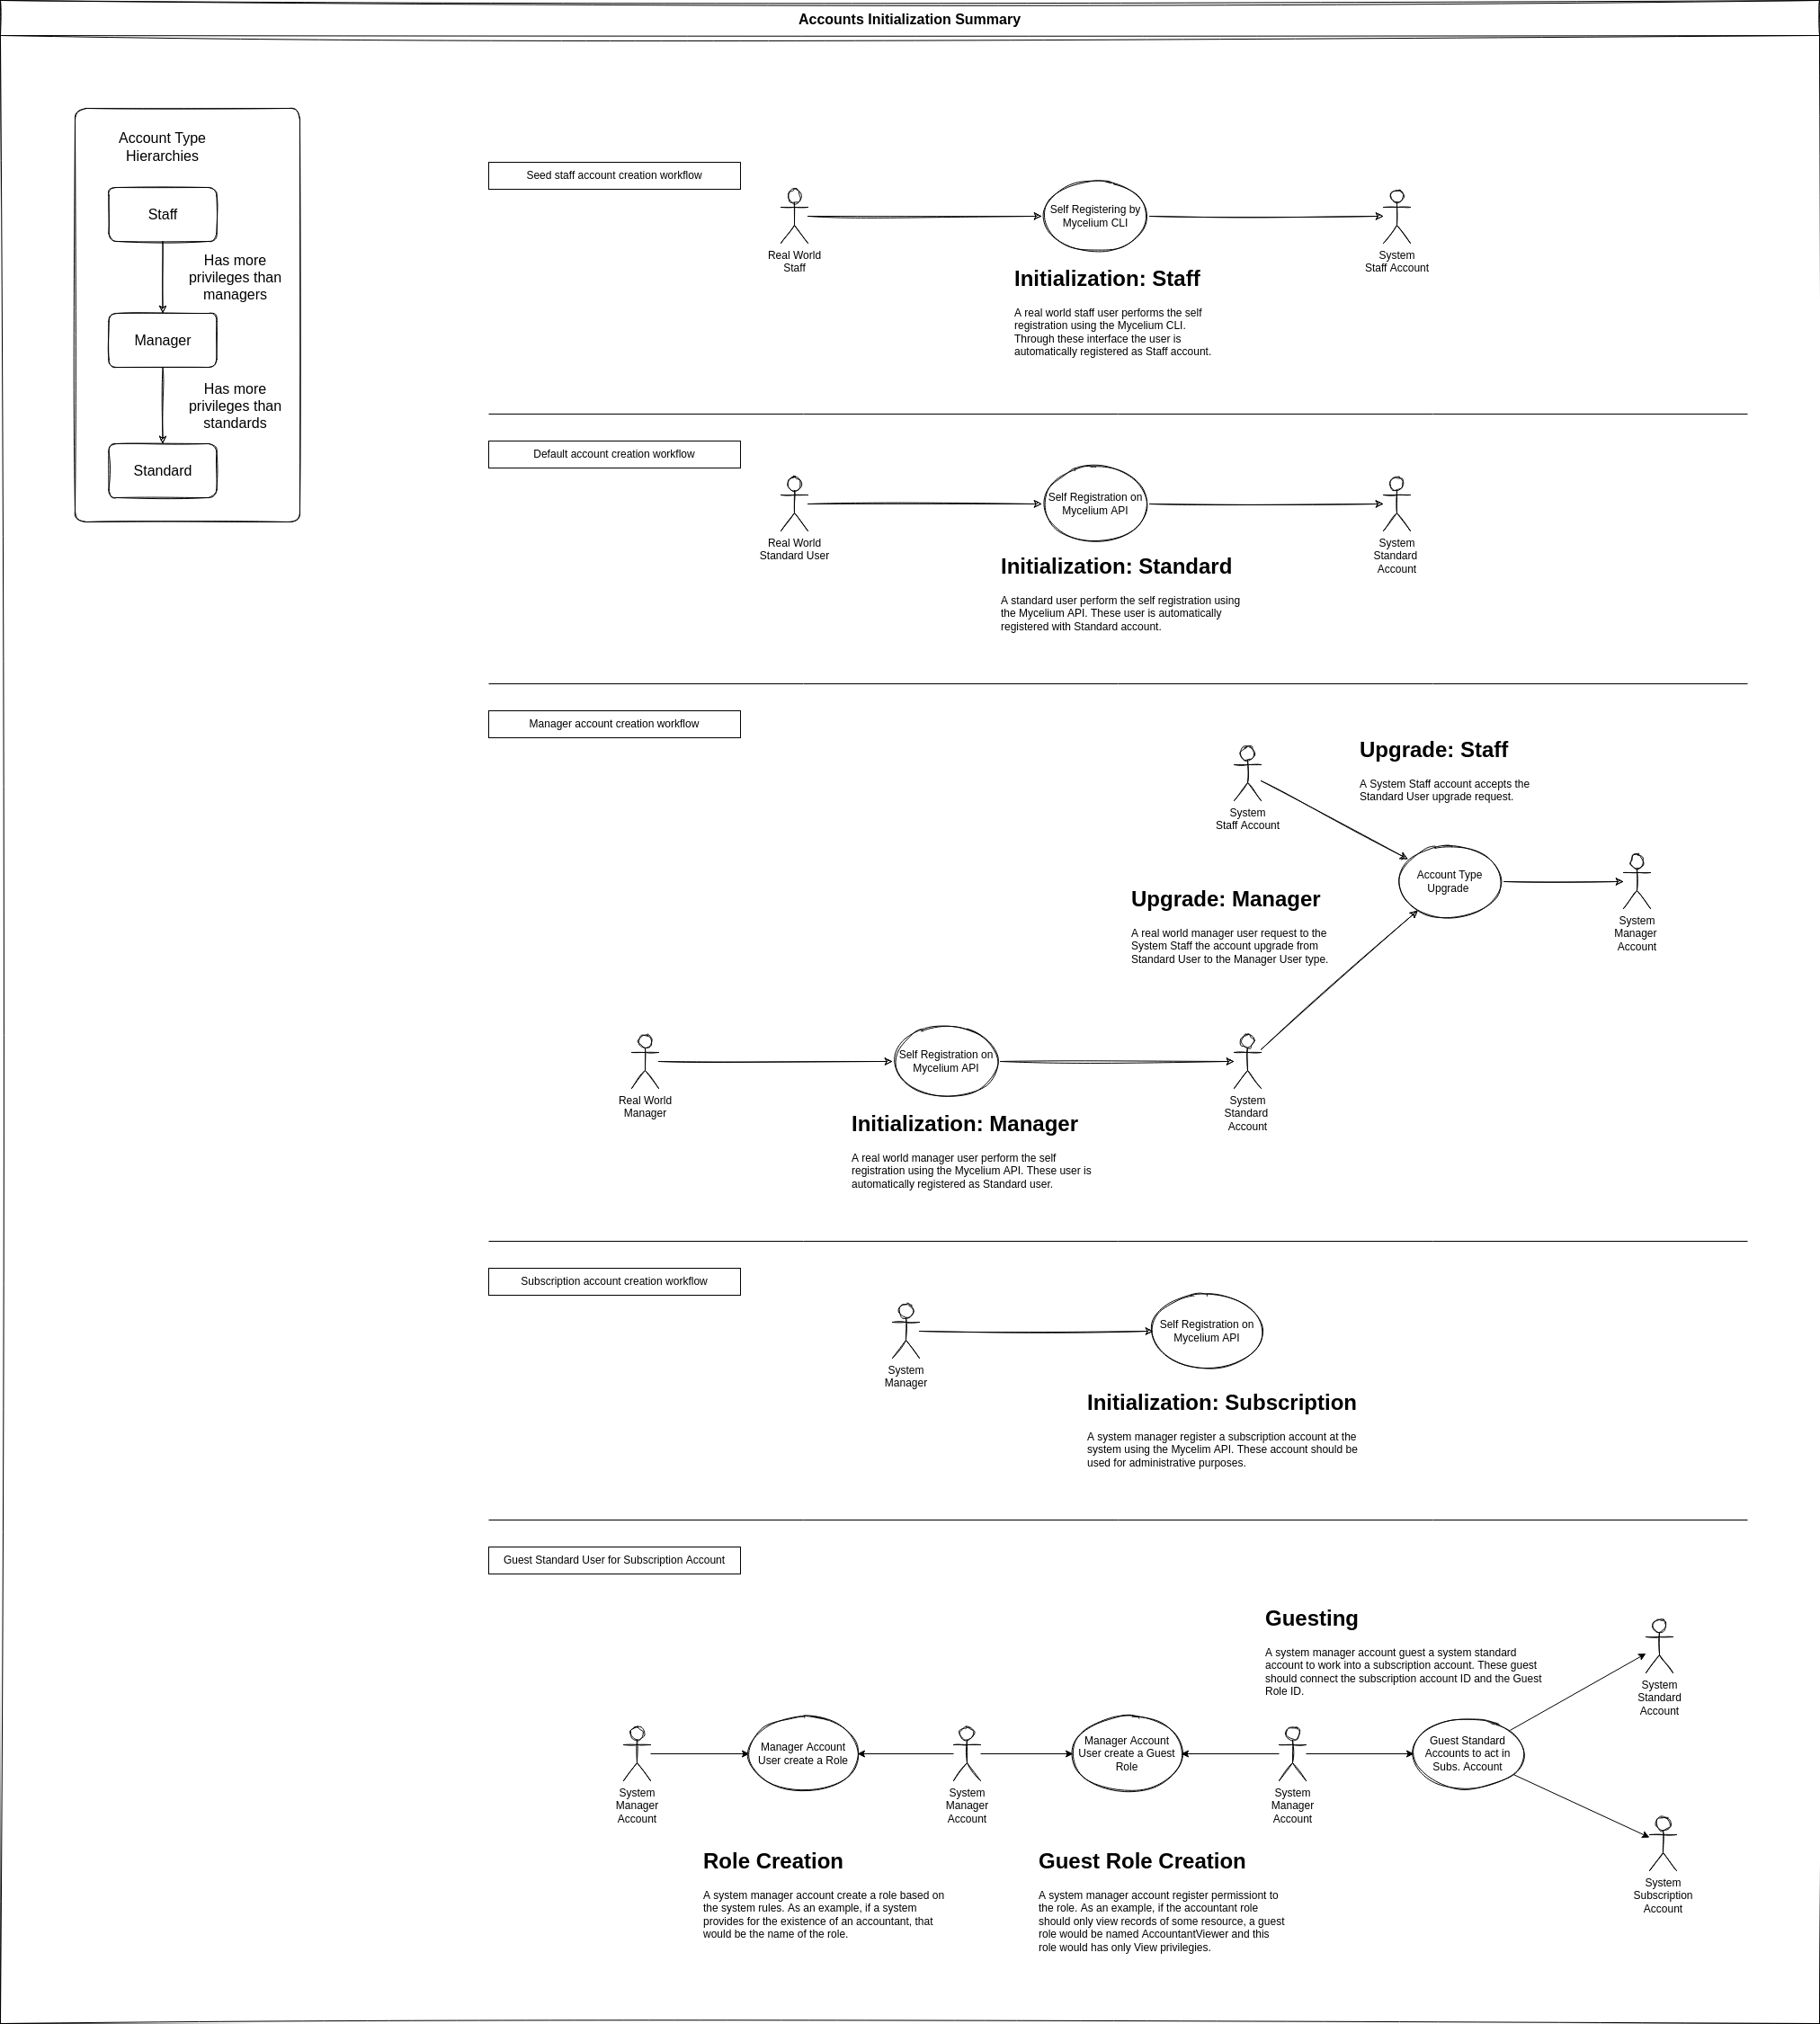 Accounts Initialization Summary
Account Type
Hierarchies
Staff
Has more
privileges than
managers
Manager
Has more
privileges than
standards
Standard
Seed staff account creation workflow
Real World
Staff
Self Registering by
Mycelium CLI
System
Staff Account
Initialization: Staff
A real world staff user performs the self
registration using the Mycelium CLI.
Through these interface the user is
automatically registered as Staff account.
Default account creation workflow
Real World
Standard User
Self Registration on
Mycelium API
System
Standard
Account
Initialization: Standard
A standard user perform the self registration using
the Mycelium API. These user is automatically
registered with Standard account.
Manager account creation workflow
System
Staff Account
Upgrade: Staff
A System Staff account accepts the
Standard User upgrade request.
Account Type
Upgrade
System
Manager
Account
Upgrade: Manager
A real world manager user request to the
System Staff the account upgrade from
Standard User to the Manager User type.
Real World
Manager
Self Registration on
Mycelium API
System
Standard
Account
Initialization: Manager
A real world manager user perform the self
registration using the Mycelium API. These user is
automatically registered as Standard user.
Subscription account creation workflow
System
Manager
Self Registration on
Mycelium API
Initialization: Subscription
A system manager register a subscription account at the
system using the Mycelim API. These account should be
used for administrative purposes.
Guest Standard User for Subscription Account
Guesting
A system manager account guest a system standard
account to work into a subscription account. These guest
should connect the subscription account ID and the Guest
Role ID.
System
Standard
Account
System
Manager
Account
Manager Account
User create a Role
System
Manager
Account
Manager Account
User create a Guest
Role
System
Manager
Account
Guest Standard
Accounts to act in
Subs. Account
System
Subscription
Account
Role Creation
A system manager account create a role based on
the system rules. As an example, if a system
provides for the existence of an accountant, that
would be the name of the role.
Guest Role Creation
A system manager account register permissiont to
the role. As an example, if the accountant role
should only view records of some resource, a guest
role would be named AccountantViewer and this
role would has only View privilegies.